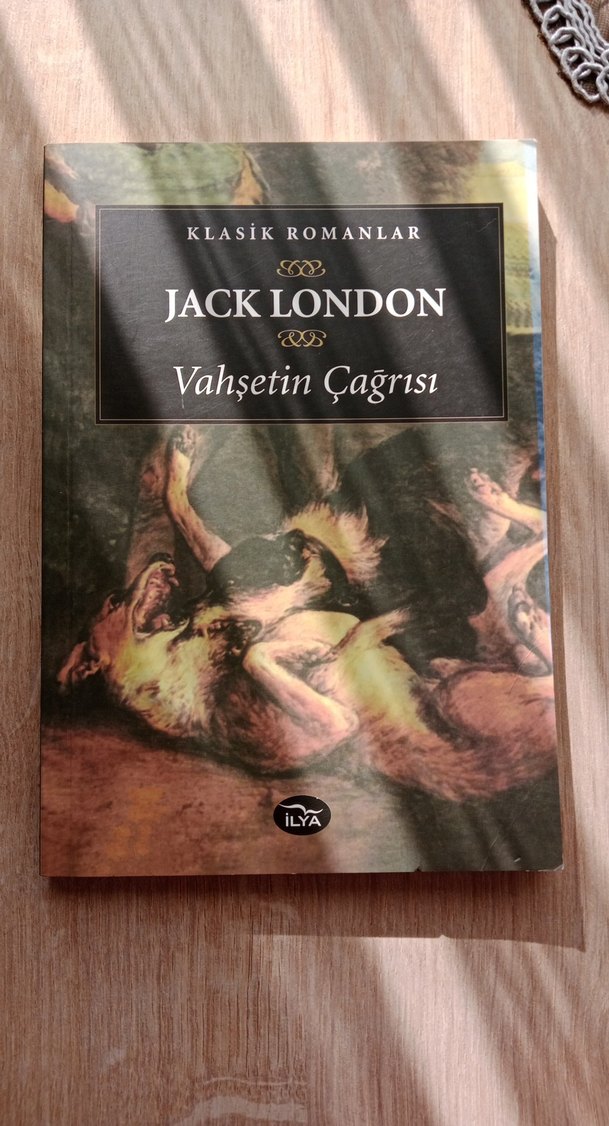 KLASİK ROMANLAR
JACK LONDON
Vahşetin Çağrısı
İLYA